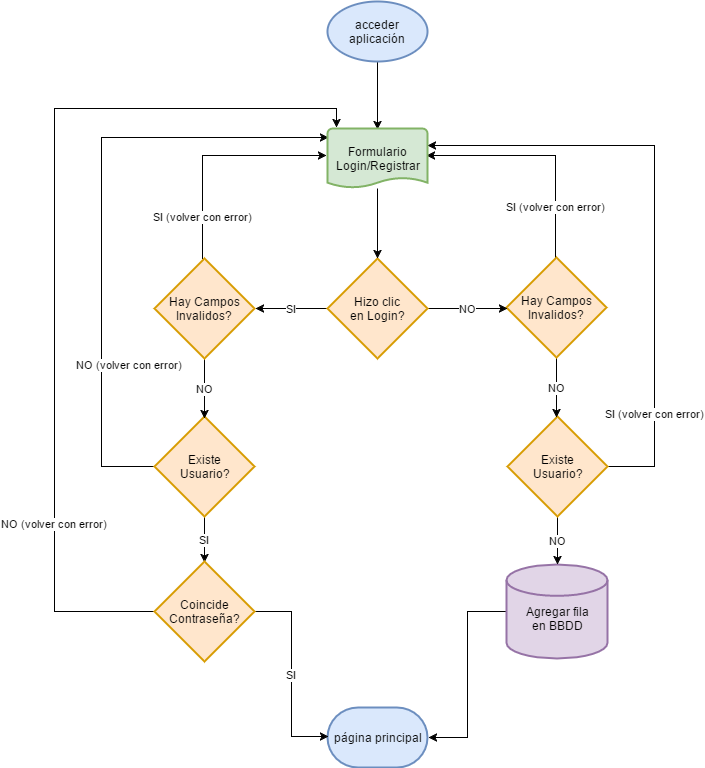 acceder
aplicación
Formulario
Login/Registrar
SI (volver con error)
SI (volver con error)
Hay Campos
Invalidos?
SI
Hizo clic
en Login?
NO
Hay Campos
Invalidos?
NO (volver con error)
NO
NO
SI (volver con error)
Existe
Usuario?
Existe
Usuario?
NO (volver con error)
SI
NO
Coincide
Contraseña?
Agregar fila
en BBDD
SI
página principal